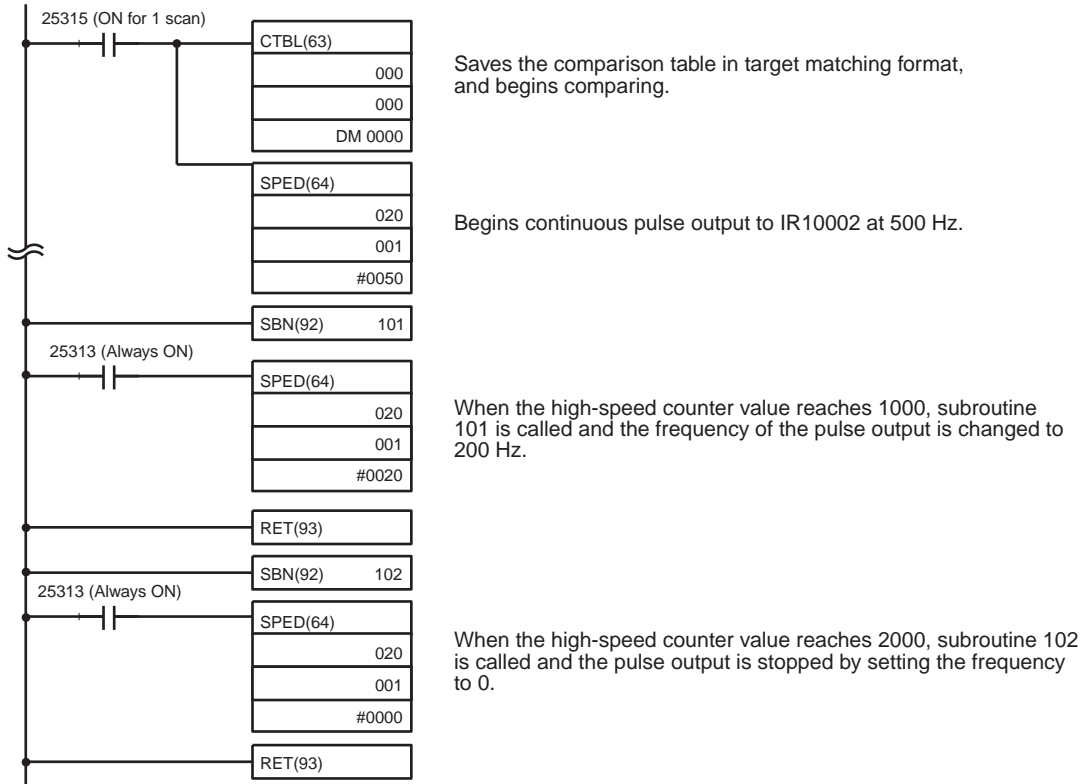 25315 (ON for 1 scan)
CTBL(63)
000
000
DM 0000
Saves the comparison table in target matching format,
and begins comparing.
SPED(64)
020
001
#0050
Begins continuous pulse output to IR10002 at 500 Hz.
SBN(92) 101
25313 (Always ON)
SPED(64)
020
001
#0020
When the high-speed counter value reaches 1000, subroutine
101 is called and the frequency of the pulse output is changed to
200 Hz.
RET(93)
SBN(92) 102
25313 (Always ON)
SPED(64)
020
001
#0000
When the high-speed counter value reaches 2000, subroutine 102
is called and the pulse output is stopped by setting the frequency
to 0.
RET(93)